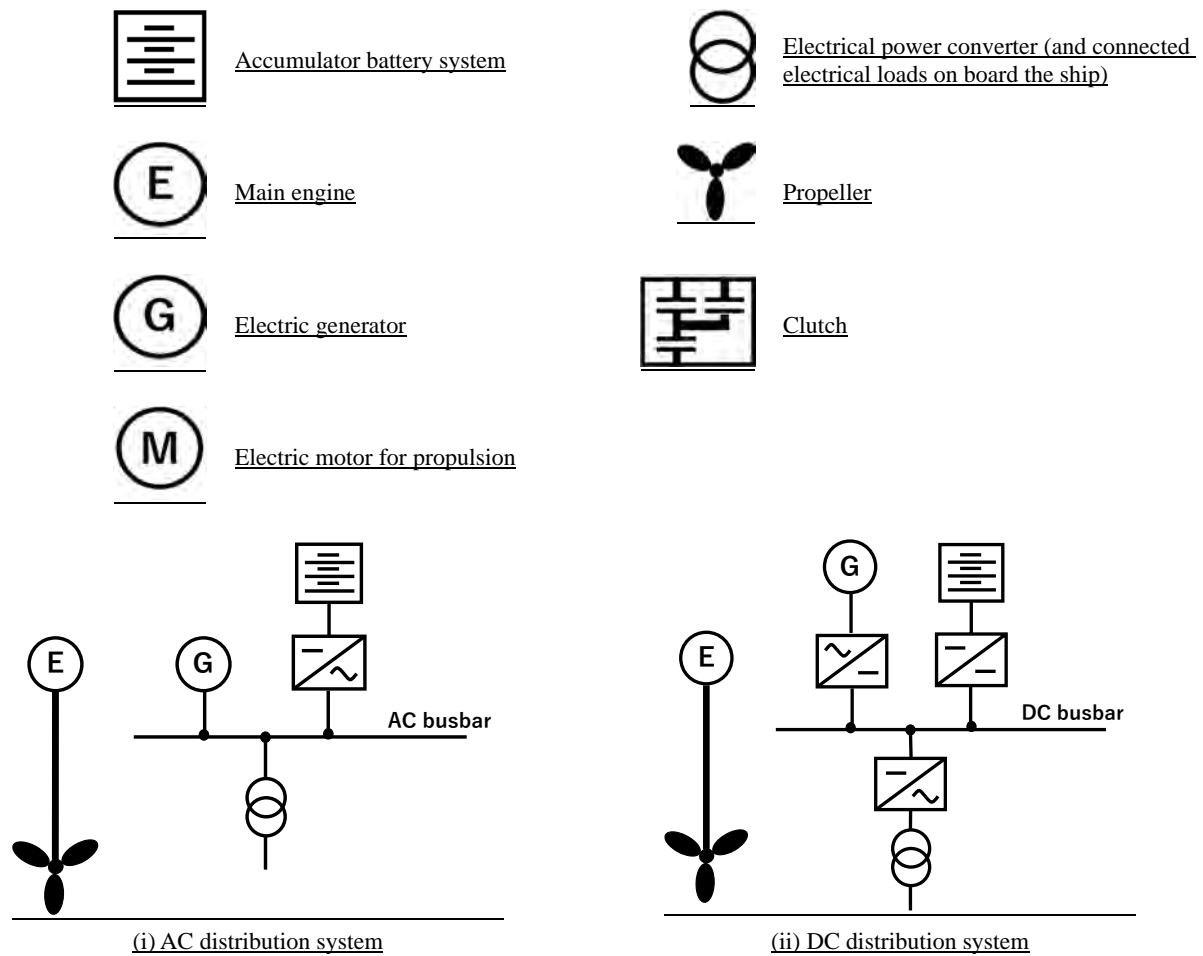 Accumulator battery system
Electrical power converter (and connected
electrical loads on board the ship)
E
Main engine
Propeller
G
Electric generator
Clutch
M
Electric motor for propulsion
G
E
G
E
AC busbar
DC busbar
(i) AC distribution system
(ii) DC distribution system